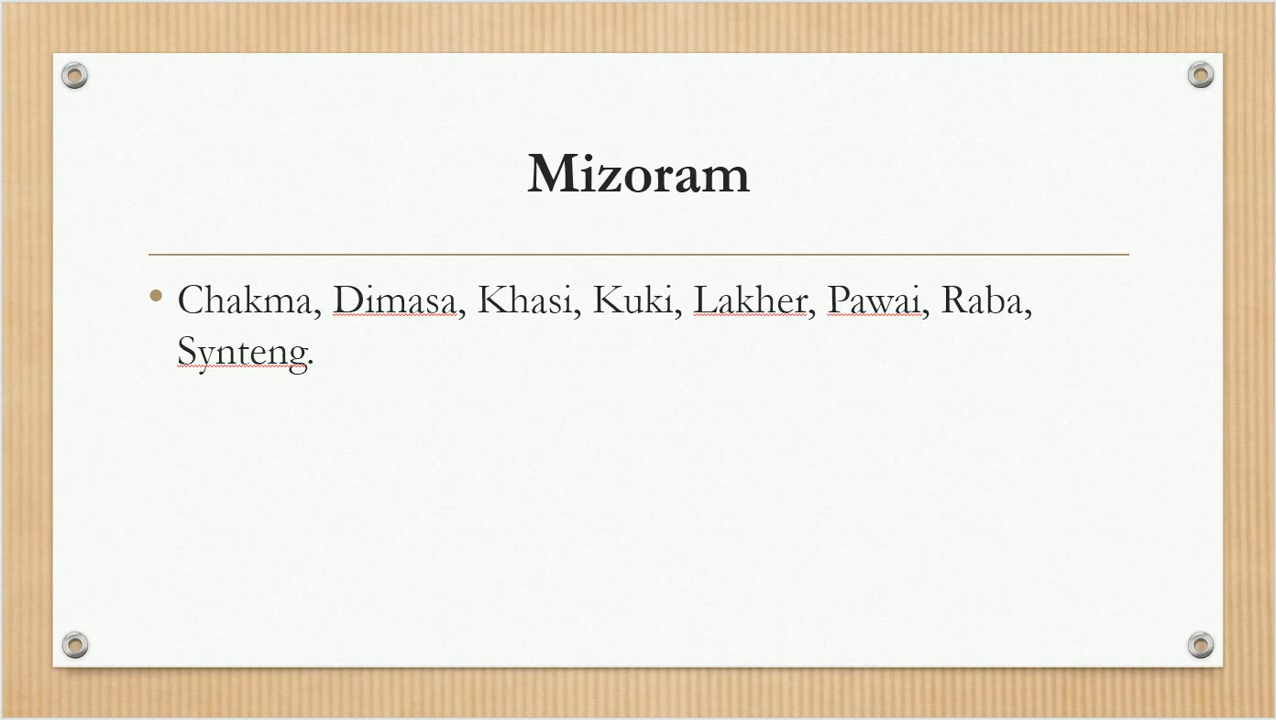 Mizoram
• Chakma, Dimasa, Khasi, Kuki, Lakher, Pawai, Raba,
Synteng.